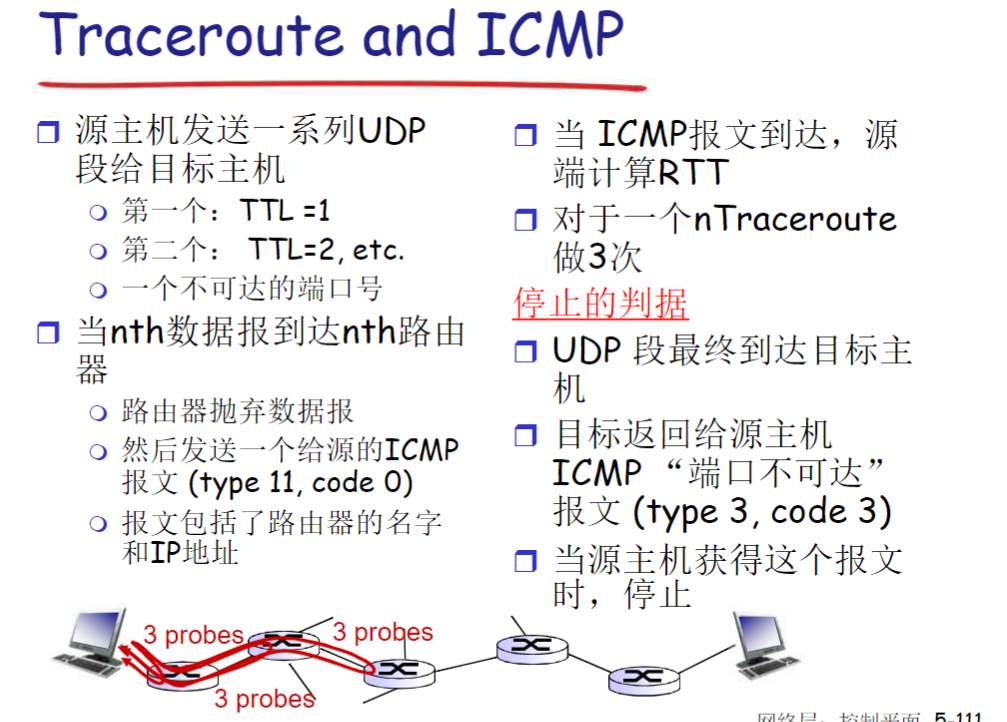 Traceroute and ICMP
源主机发送一系列UDP
段给目标主机
第一个：TTL =1
第二个： TTL=2, etc.
一个不可达的端口号
当nth数据报到达nth路由
器
路由器抛弃数据报
然后发送一个给源的ICMP
报文 (type 11, code 0)
报文包括了路由器的名字
和IP地址
当 ICMP报文到达，源
端计算RTT
对于一个nTraceroute
做3次
停止的判据
UDP 段最终到达目标主
机
目标返回给源主机
ICMP “端口不可达”
报文 (type 3, code 3)
当源主机获得这个报文
时，停止
3 probes
3 probes
3 probes
网络层：控制平面 5-111